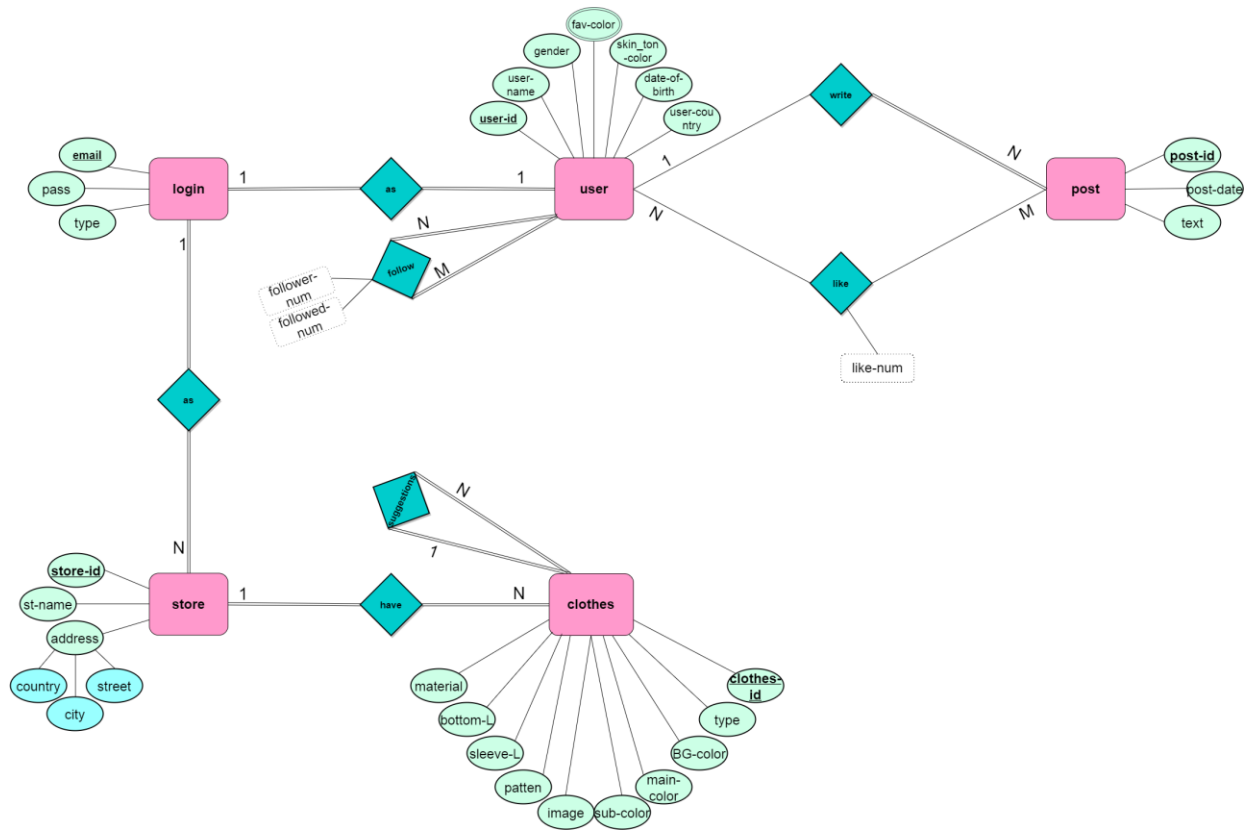 fav-color
gender
skin_ton
-color
user-
name
date-of-
birth
user-id
user-cou
ntry
write
email
pass
type
login
1
as
1
user
1
N
N
M
post
post-id
post-date
text
N
M
follow
follower-
num
followed-
num
like
like-num
1
as
N
suggestions
N
1
store-id
st-name
address
country
city
street
store
1
have
N
clothes
material
bottom-L
sleeve-L
patten
image
sub-color
main-
color
BG-color
type
clothes-
id